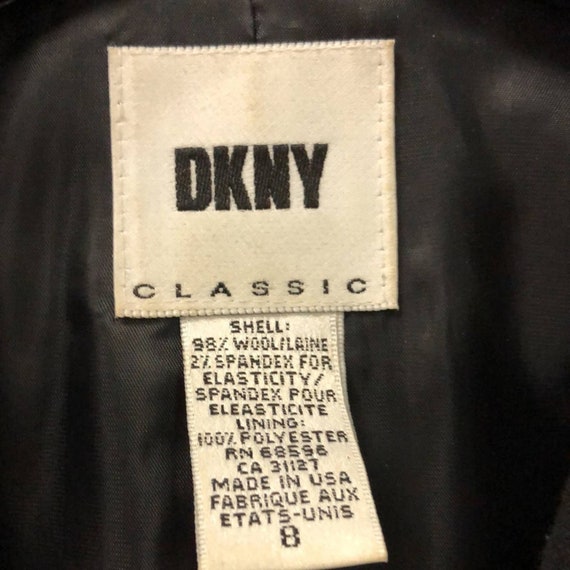 DKNY
CLASSIC
SHELL:
98% WOOL/LAINE
2% SPANDEX FOR
ELASTICITY/
SPANDEX POUR
ELEASTICITE
LINING:
100% POLYESTER
RN 68596
CA 31127
MADE IN USA
FABRIQUE AUX
ETATS-UNIS
8